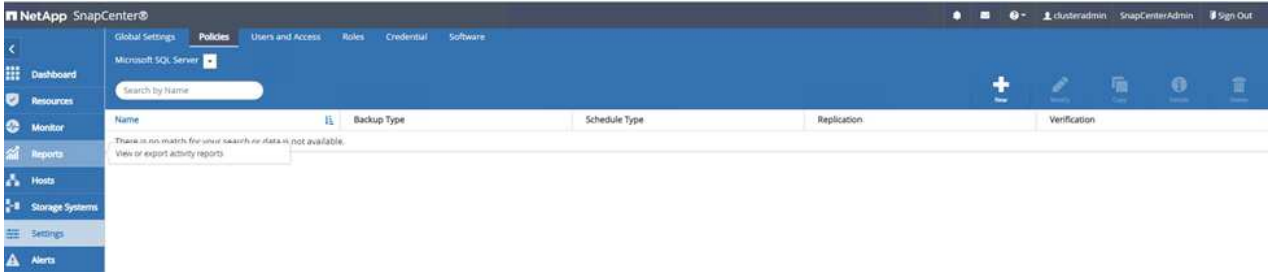 NetApp SnapCenter®
clusteradmin SnapCenterAdmin Sign Out
Global Settings Policies Users and Access Roles Credential Software
Microsoft SQL Server
Search by Name
New Modify Copy Details Delete
Name Backup Type Schedule Type Replication Verification
There is no match for your search or data is not available.
View or export activity reports
Dashboard
Resources
Monitor
Reports
Hosts
Storage Systems
Settings
Alerts